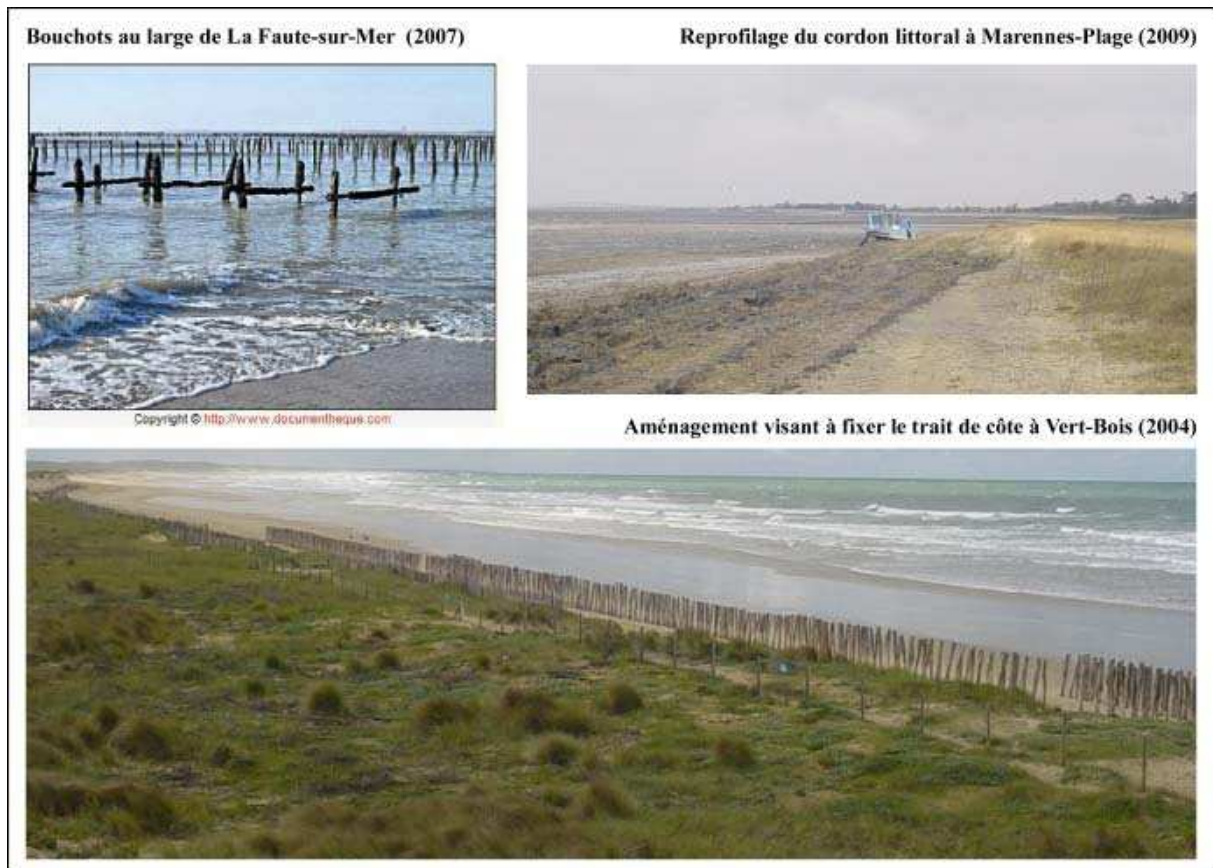 Bouchots au large de La Faute-sur-Mer (2007)
Reprofilage du cordon littoral à Marennes-Plage (2009)
Copyright © http://www.documentheque.com
Aménagement visant à fixer le trait de côte à Vert-Bois (2004)